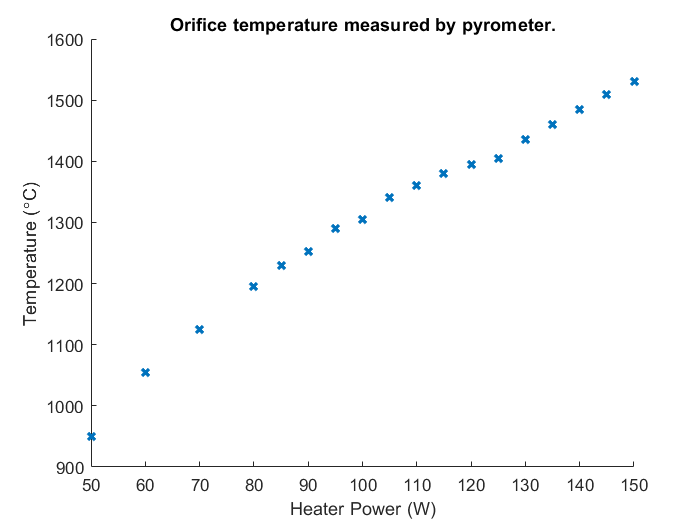 Orifice temperature measured by pyrometer.
1600
1500
1400
1300
1200
1100
1000
900
Temperature (°C)
50 60 70 80 90 100 110 120 130 140 150
Heater Power (W)